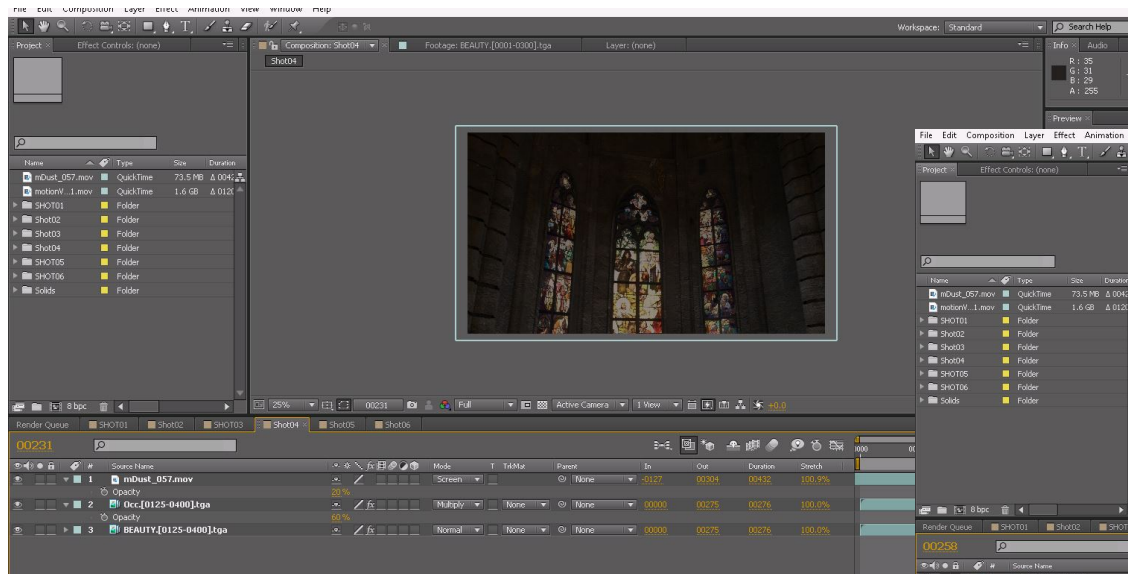 File Edit Composition Layer Effect Animation View Window Help
Workspace: Standard Search Help
Project × Effect Controls: (none)
Composition: Shot04 Footage: BEAUTY.[0001-0300].tga Layer: (none)
Info × Audio
Shot04
R: 35
G: 31
B: 29
A: 255
Preview ×
Name Type Size Duration
mDust_057.mov QuickTime 73.5 MB Δ 0043
motionV...1.mov QuickTime 1.6 GB Δ 0120
SHOT01 Folder
Shot02 Folder
Shot03 Folder
Shot04 Folder
SHOT05 Folder
SHOT06 Folder
Solids Folder
8 bpc
25% 00231 Full Active Camera 1 View +0.0
Render Queue SHOT01 Shot02 SHOT03 Shot04 × Shot05 Shot06
00231
# Source Name Mode T TrkMat Parent In Out Duration Stretch
1 mDust_057.mov Screen None -0127 00304 00432 100.9%
Opacity 20%
2 Occ.[0125-0400].tga Multiply None None 00000 00275 00276 100.0%
Opacity 60%
3 BEAUTY.[0125-0400].tga Normal None None 00000 00275 00276 100.0%
File Edit Composition Layer Effect Animation
Project × Effect Controls: (none)
Name Type Size Duration
mDust_057.mov QuickTime 73.5 MB Δ 0042
motionV...1.mov QuickTime 1.6 GB Δ 0120
SHOT01 Folder
Shot02 Folder
Shot03 Folder
Shot04 Folder
SHOT05 Folder
SHOT06 Folder
Solids Folder
8 bpc
Render Queue SHOT01 Shot02 SHOT
00258
# Source Name